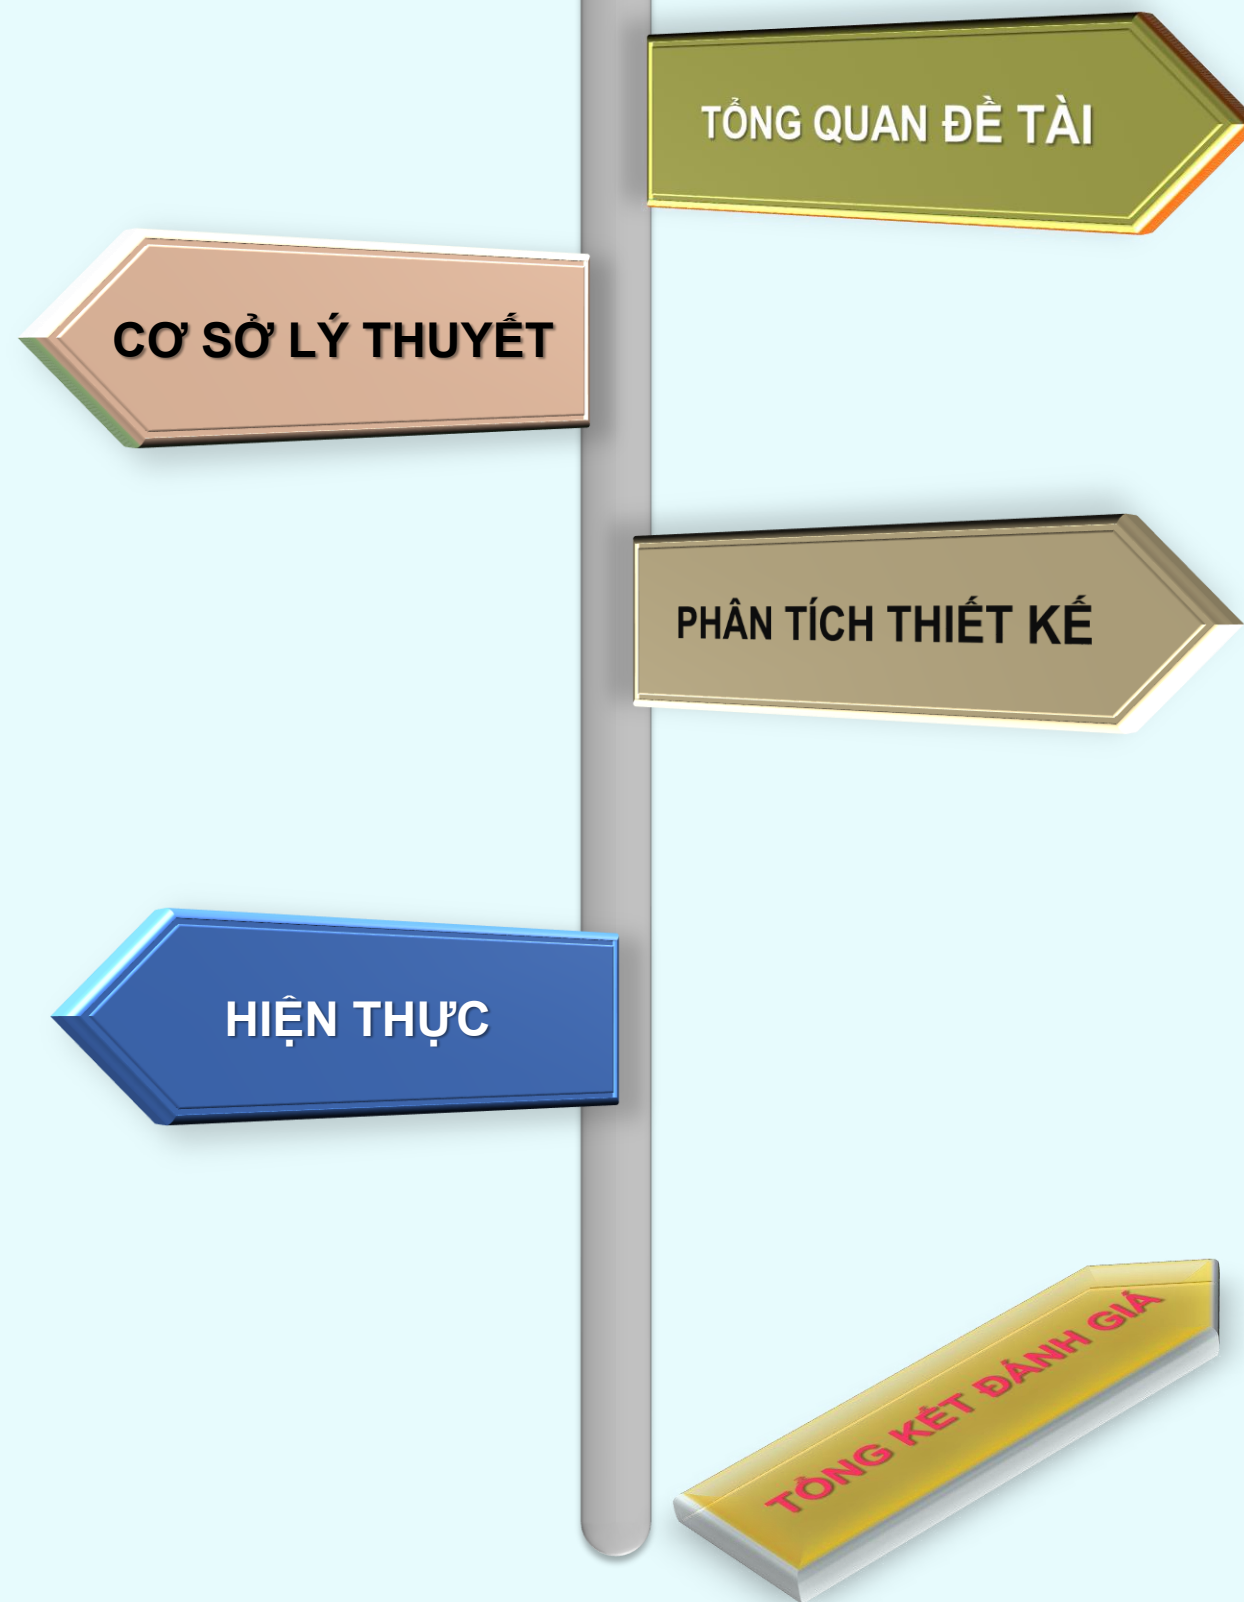 TỔNG QUAN ĐỀ TÀI
CƠ SỞ LÝ THUYẾT
PHÂN TÍCH THIẾT KẾ
HIỆN THỰC
TỔNG KẾT ĐÁNH GIÁ